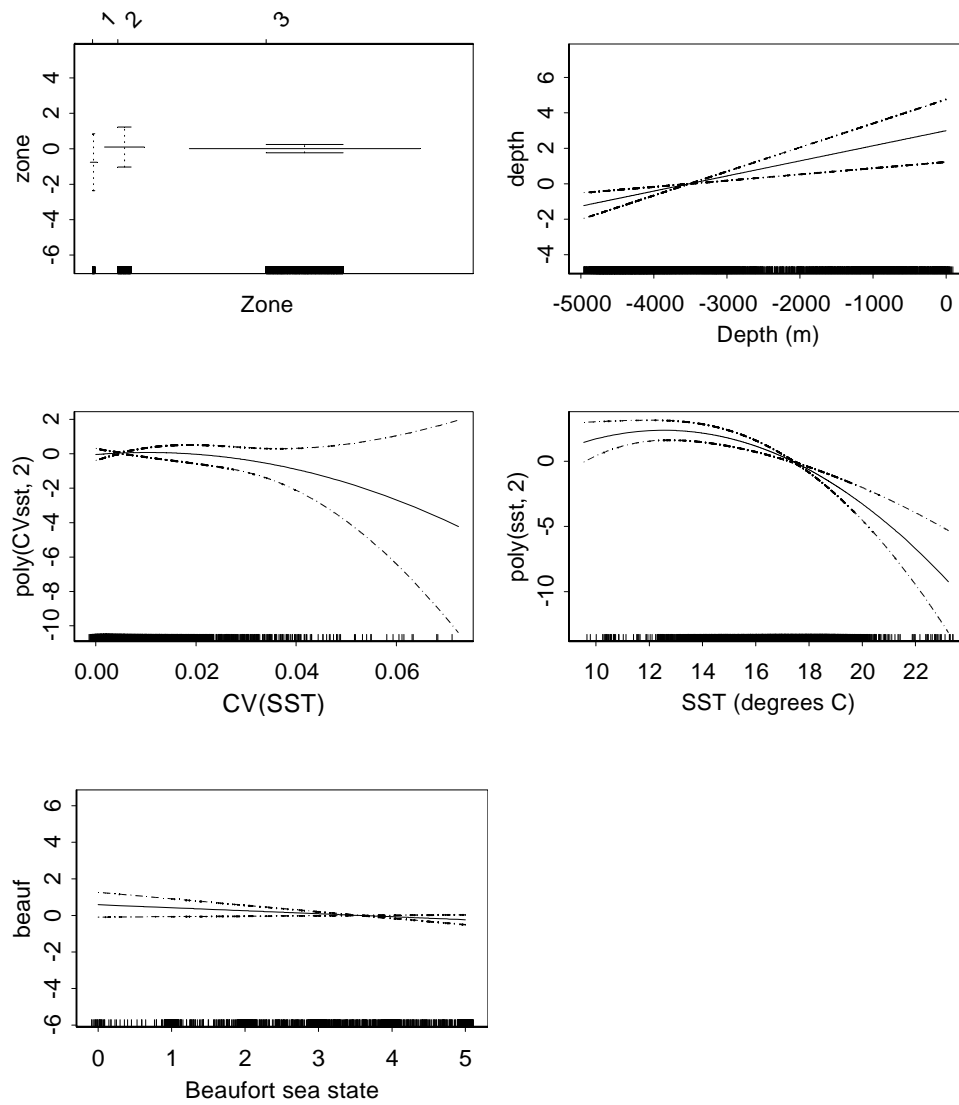 1 2 3
zone
4
2
0
-2
-4
-6
Zone
depth
6
4
2
0
-2
-4
-5000 -4000 -3000 -2000 -1000 0
Depth (m)
poly(CVsst, 2)
2
0
-2
-4
-6
-8
-10
0.00 0.02 0.04 0.06
CV(SST)
poly(sst, 2)
0
-5
-10
10 12 14 16 18 20 22
SST (degrees C)
beauf
6
4
2
0
-2
-4
-6
0 1 2 3 4 5
Beaufort sea state